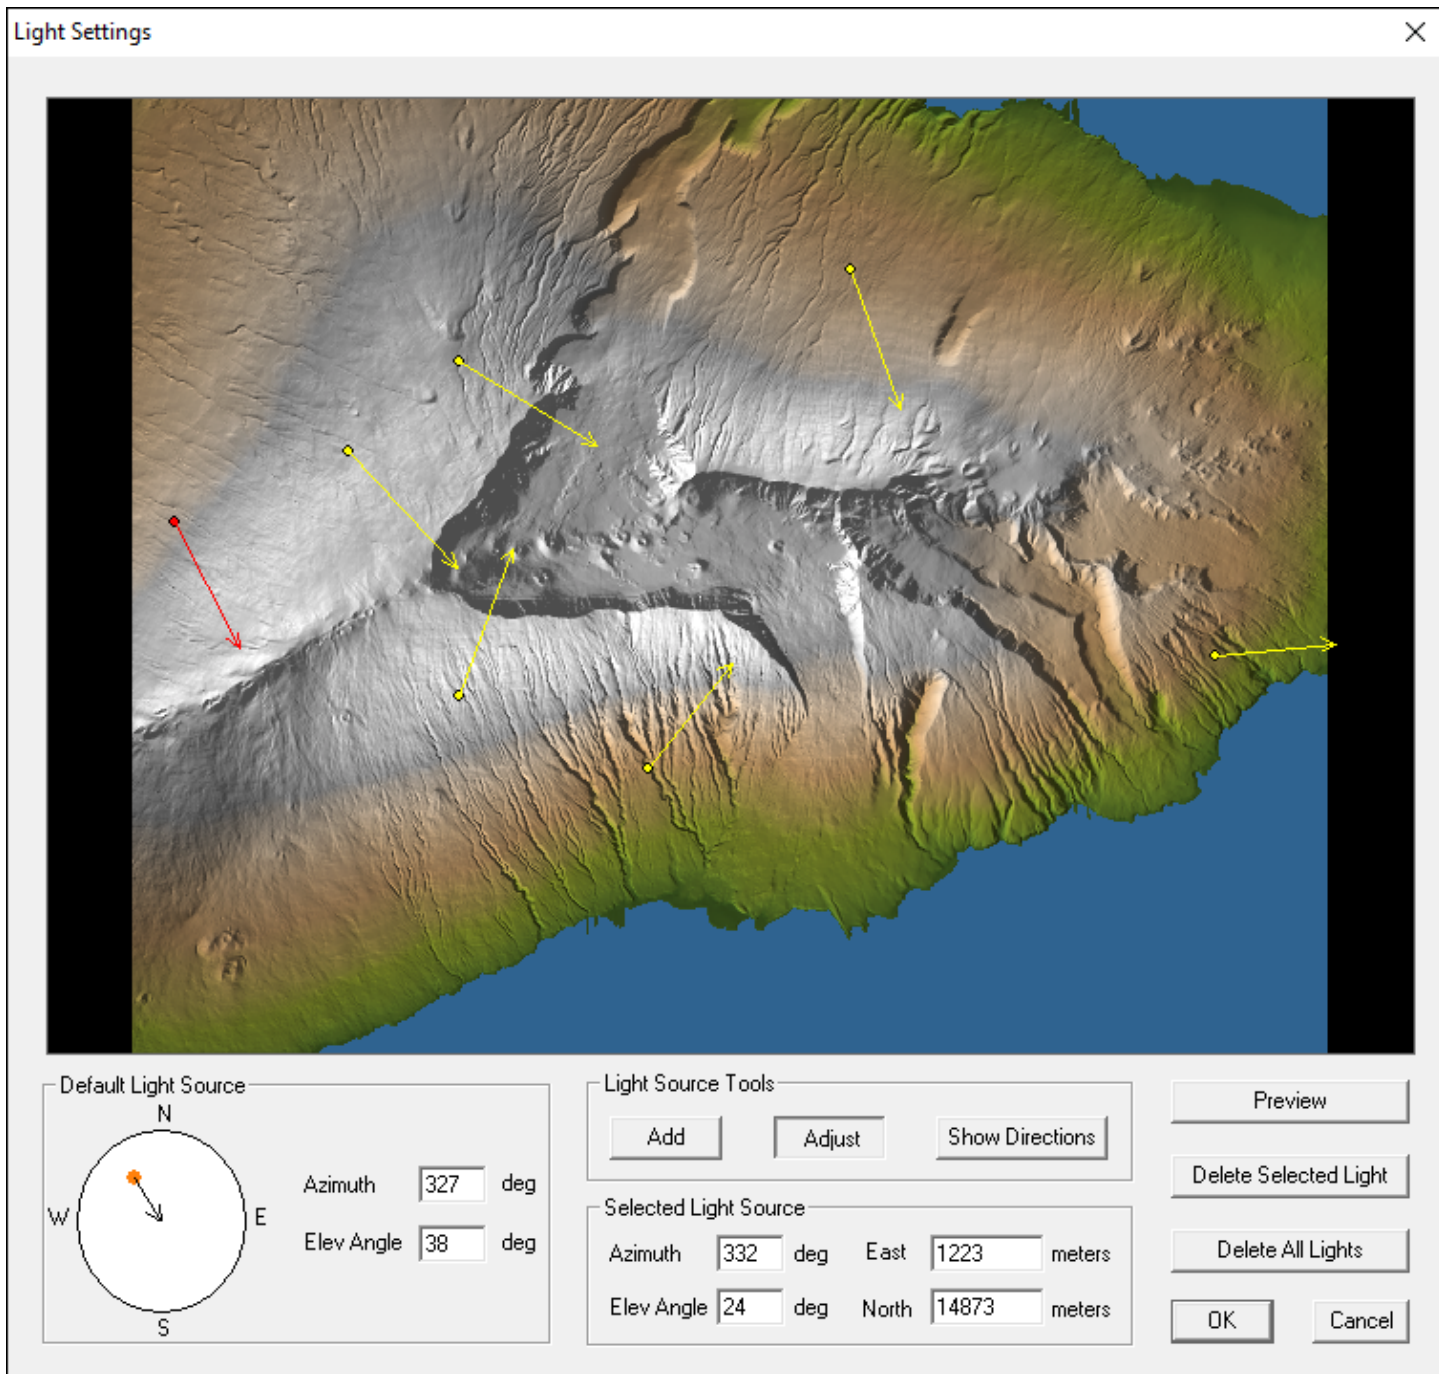 Light Settings
Default Light Source
N
W
E
S
Azimuth 327 deg
Elev Angle 38 deg
Light Source Tools
Add Adjust Show Directions
Selected Light Source
Azimuth 332 deg East 1223 meters
Elev Angle 24 deg North 14873 meters
Preview
Delete Selected Light
Delete All Lights
OK Cancel